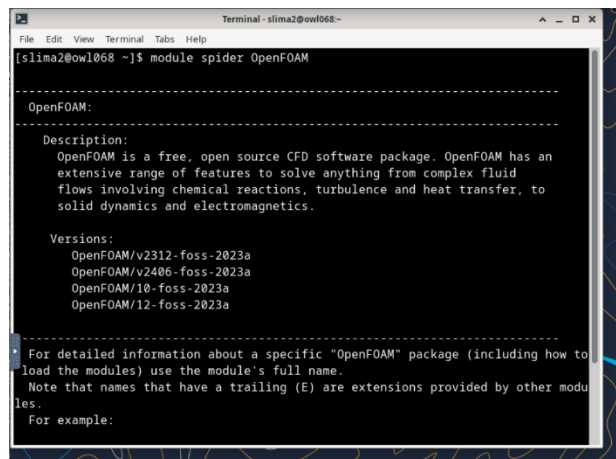 Terminal - slima2@owl068:~
File Edit View Terminal Tabs Help
[slima2@owl068 ~]$ module spider OpenFOAM
----------------------------------------------------------------------------
OpenFOAM:
----------------------------------------------------------------------------
Description:
OpenFOAM is a free, open source CFD software package. OpenFOAM has an
extensive range of features to solve anything from complex fluid
flows involving chemical reactions, turbulence and heat transfer, to
solid dynamics and electromagnetics.
Versions:
OpenFOAM/v2312-foss-2023a
OpenFOAM/v2406-foss-2023a
OpenFOAM/10-foss-2023a
OpenFOAM/12-foss-2023a
----------------------------------------------------------------------------
For detailed information about a specific "OpenFOAM" package (including how to
load the modules) use the module's full name.
Note that names that have a trailing (E) are extensions provided by other modu
les.
For example: